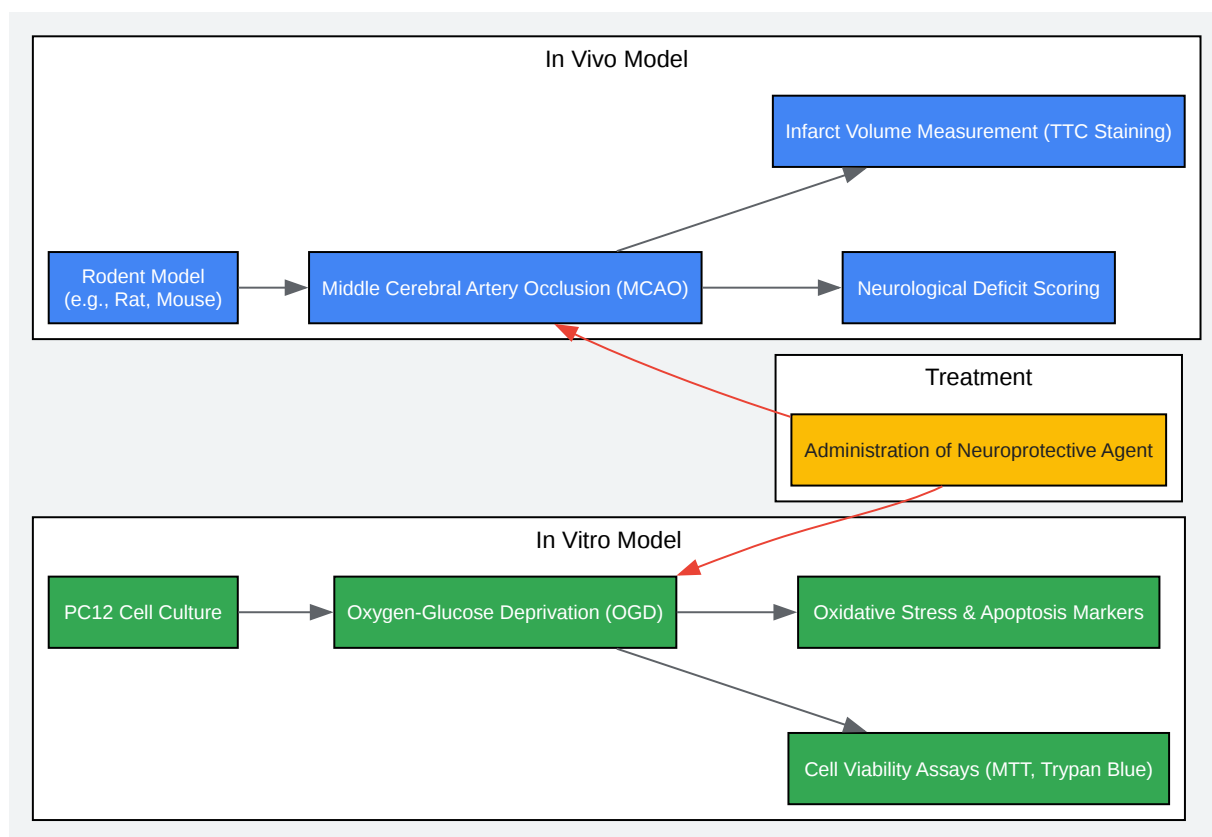 In Vivo Model
Infarct Volume Measurement (TTC Staining)
Rodent Model
(e.g., Rat, Mouse)
Middle Cerebral Artery Occlusion (MCAO)
Neurological Deficit Scoring
Treatment
Administration of Neuroprotective Agent
In Vitro Model
PC12 Cell Culture
Oxygen-Glucose Deprivation (OGD)
Oxidative Stress & Apoptosis Markers
Cell Viability Assays (MTT, Trypan Blue)